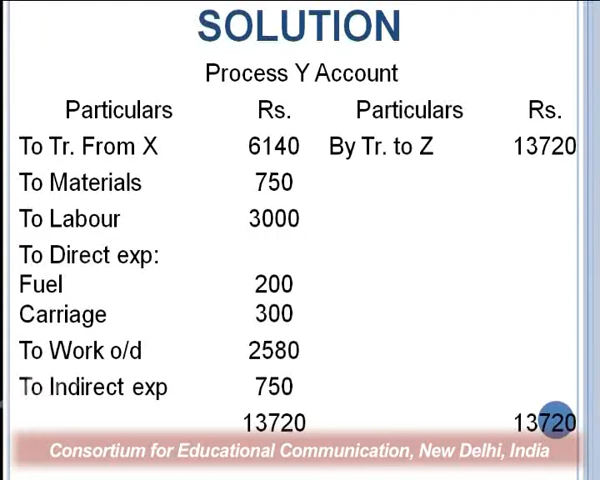 SOLUTION
Process Y Account
Particulars Rs. Particulars Rs.
To Tr. From X 6140 By Tr. to Z 13720
To Materials 750
To Labour 3000
To Direct exp:
Fuel 200
Carriage 300
To Work o/d 2580
To Indirect exp 750
13720 13720
Consortium for Educational Communication, New Delhi, India